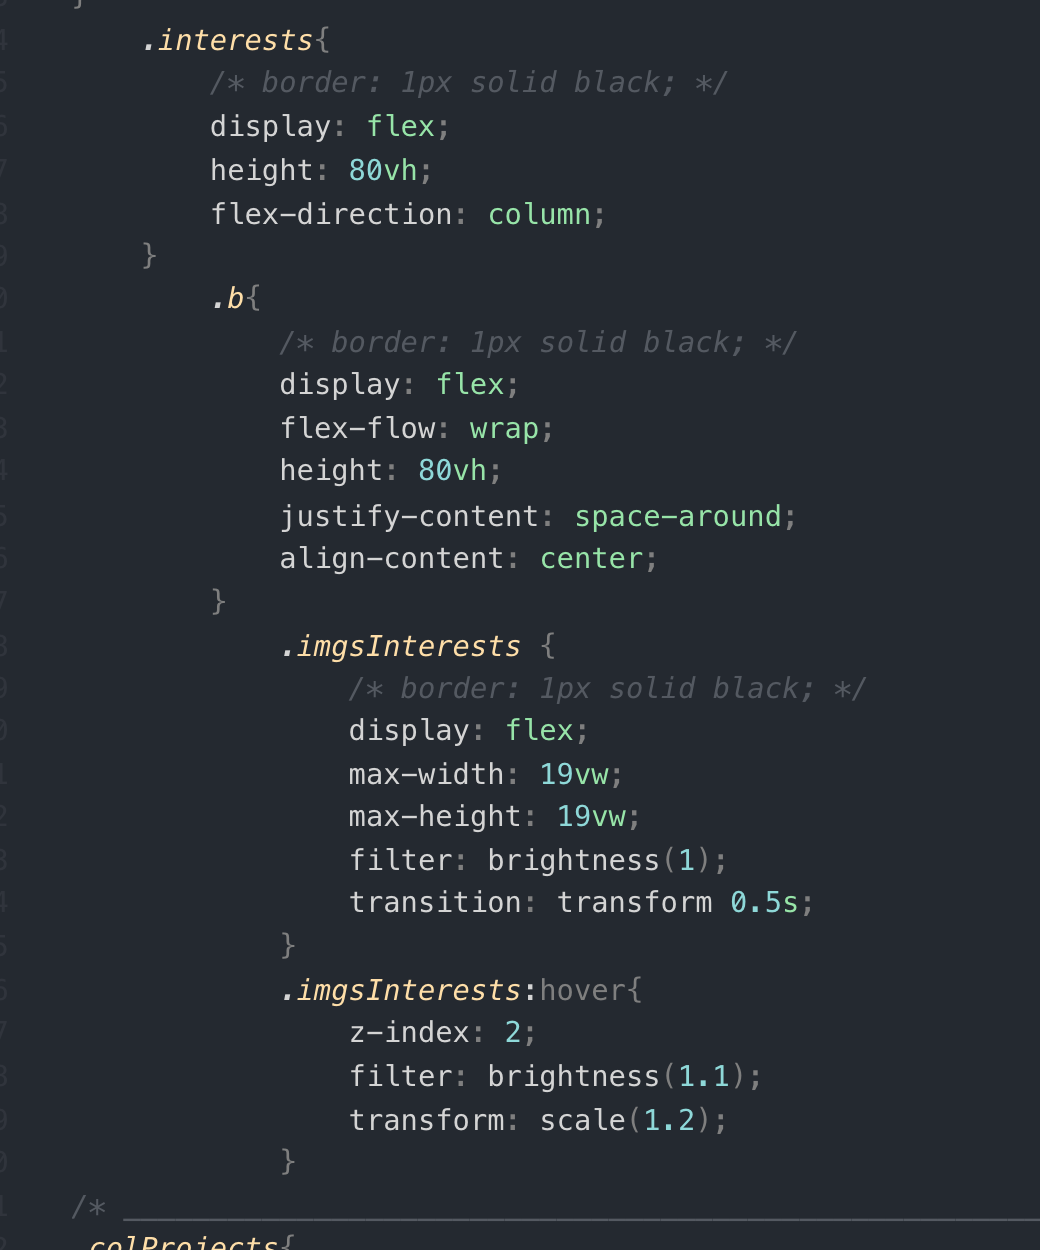 }
.interests{
/* border: 1px solid black; */
display: flex;
height: 80vh;
flex-direction: column;
}
.b{
/* border: 1px solid black; */
display: flex;
flex-flow: wrap;
height: 80vh;
justify-content: space-around;
align-content: center;
}
.imgsInterests {
/* border: 1px solid black; */
display: flex;
max-width: 19vw;
max-height: 19vw;
filter: brightness(1);
transition: transform 0.5s;
}
.imgsInterests:hover{
z-index: 2;
filter: brightness(1.1);
transform: scale(1.2);
}
/* ______________________________________________________
colProjects{